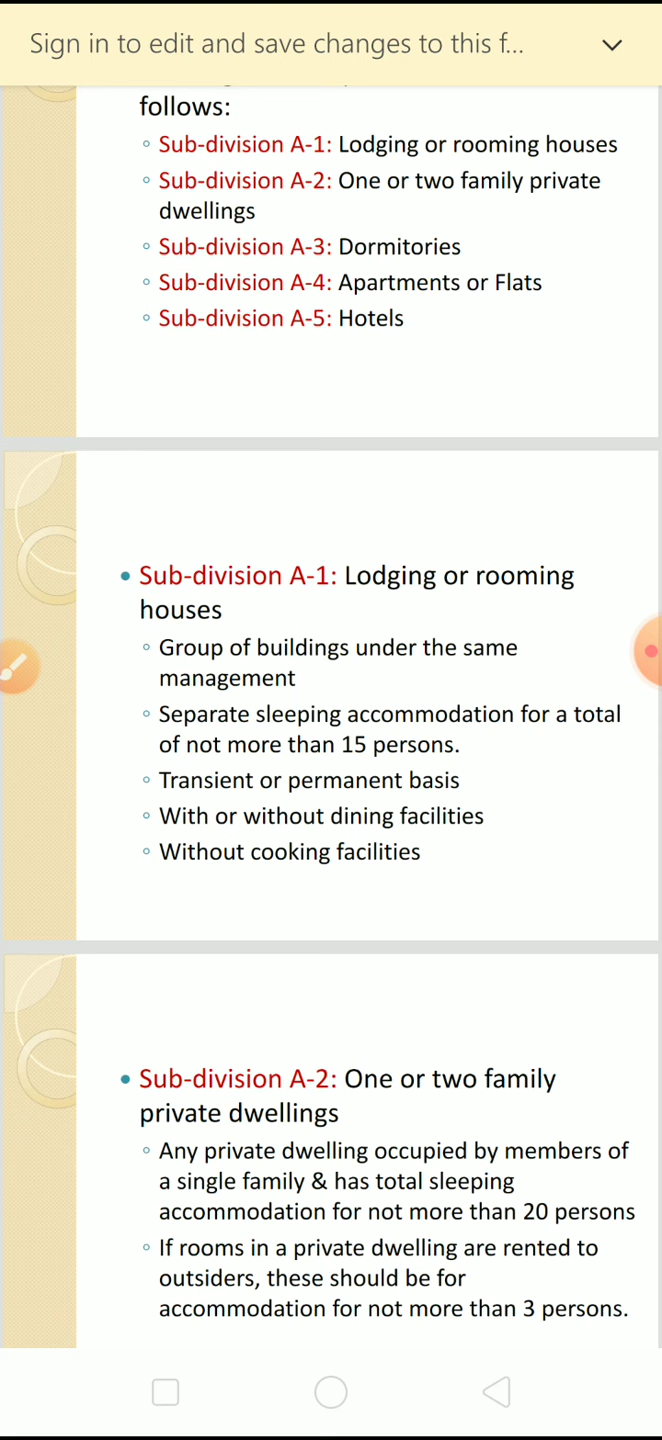 Sign in to edit and save changes to this f...
follows:
Sub-division A-1: Lodging or rooming houses
Sub-division A-2: One or two family private
dwellings
Sub-division A-3: Dormitories
Sub-division A-4: Apartments or Flats
Sub-division A-5: Hotels
Sub-division A-1: Lodging or rooming
houses
Group of buildings under the same
management
Separate sleeping accommodation for a total
of not more than 15 persons.
Transient or permanent basis
With or without dining facilities
Without cooking facilities
Sub-division A-2: One or two family
private dwellings
Any private dwelling occupied by members of
a single family & has total sleeping
accommodation for not more than 20 persons
If rooms in a private dwelling are rented to
outsiders, these should be for
accommodation for not more than 3 persons.